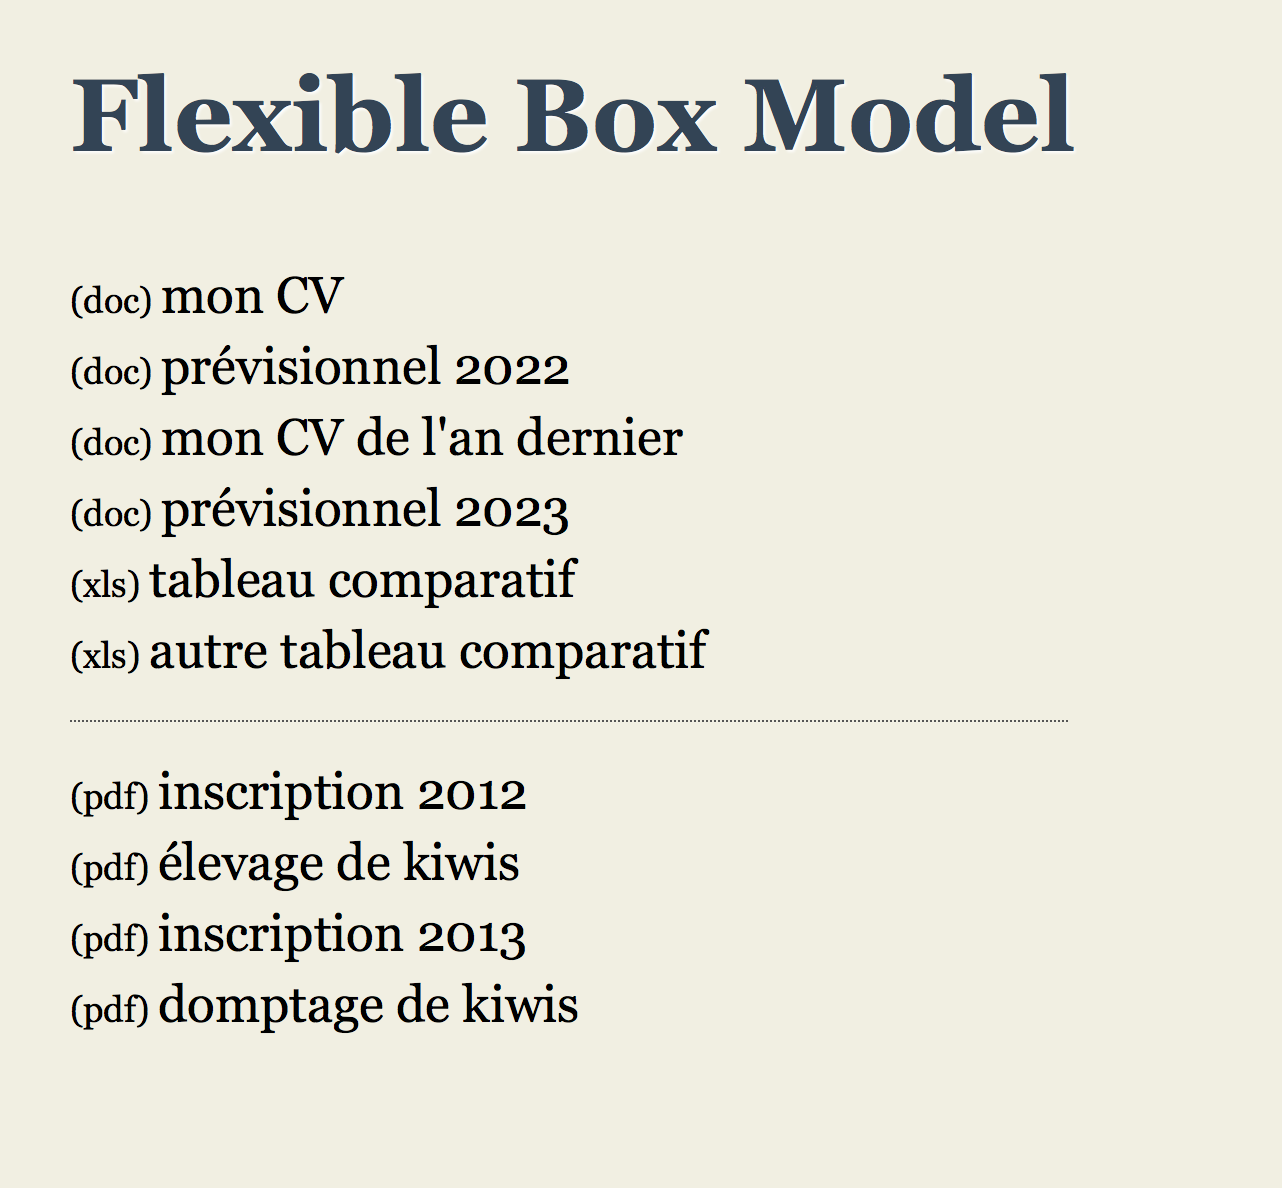 Flexible Box Model
(doc) mon CV
(doc) prévisionnel 2022
(doc) mon CV de l'an dernier
(doc) prévisionnel 2023
(xls) tableau comparatif
(xls) autre tableau comparatif
(pdf) inscription 2012
(pdf) élevage de kiwis
(pdf) inscription 2013
(pdf) domptage de kiwis